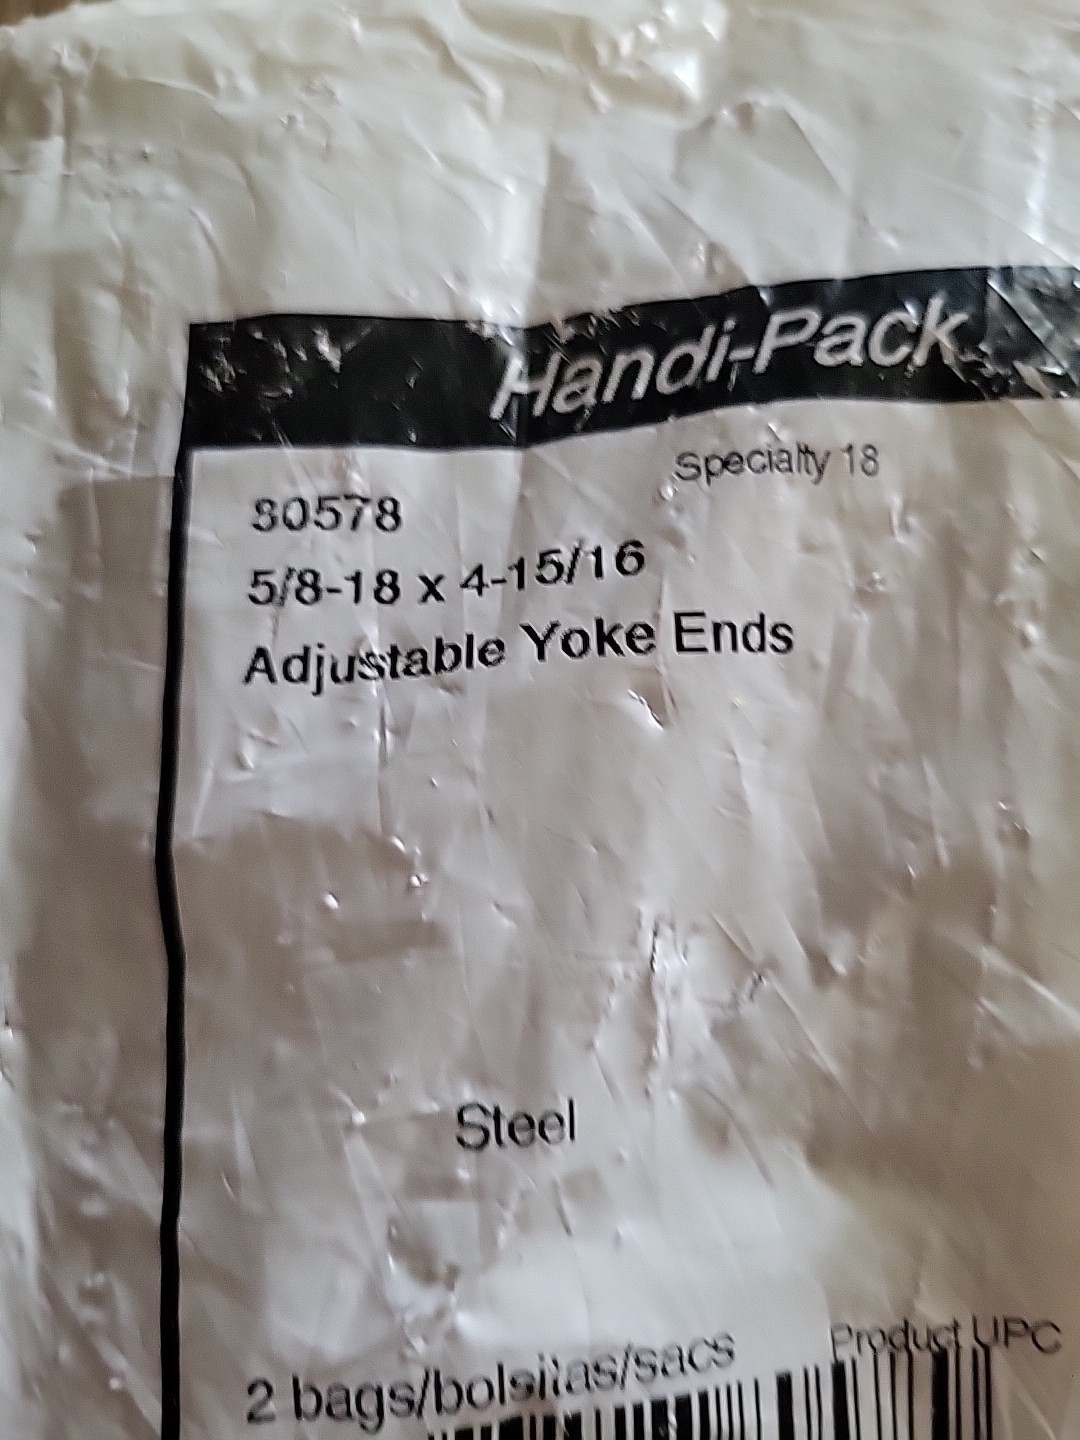 Handi-Pack
Specialty 18
80578
5/8-18 x 4-15/16
Adjustable Yoke Ends
Steel
Product UPC
2 bags/bolsitas/sacs